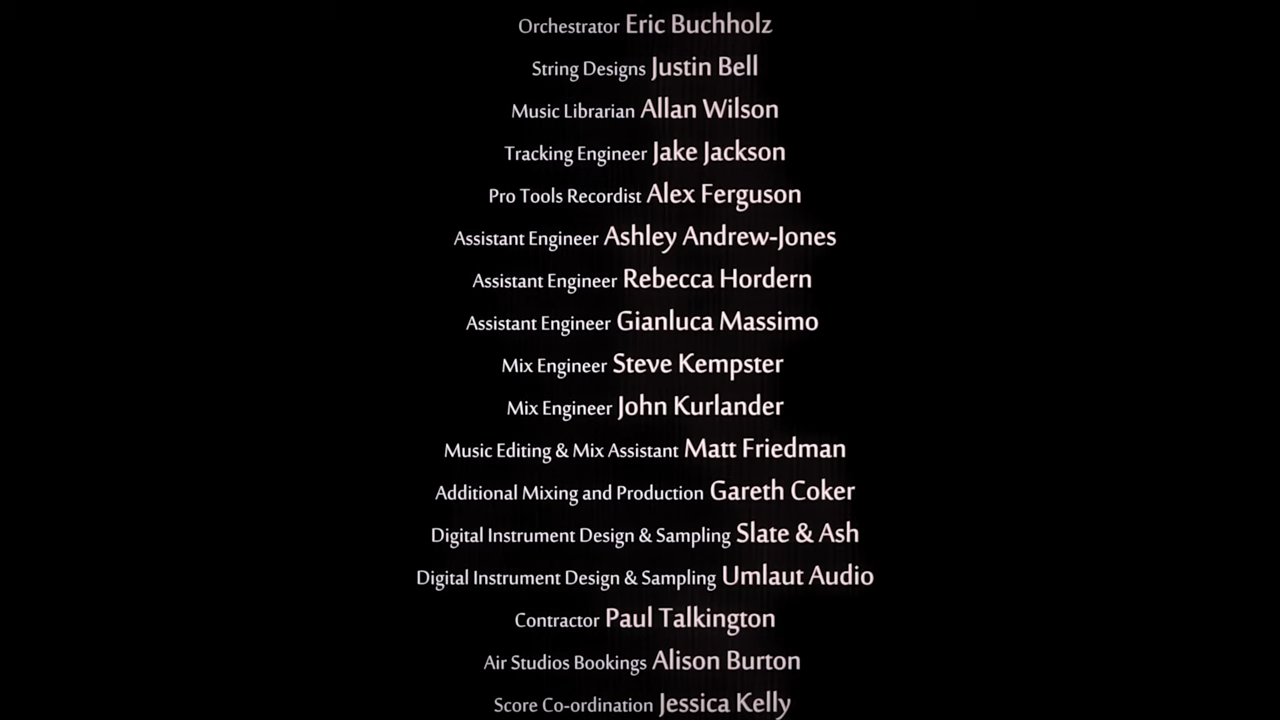 Orchestrator Eric Buchholz
String Designs Justin Bell
Music Librarian Allan Wilson
Tracking Engineer Jake Jackson
Pro Tools Recordist Alex Ferguson
Assistant Engineer Ashley Andrew-Jones
Assistant Engineer Rebecca Hordern
Assistant Engineer Gianluca Massimo
Mix Engineer Steve Kempster
Mix Engineer John Kurlander
Music Editing & Mix Assistant Matt Friedman
Additional Mixing and Production Gareth Coker
Digital Instrument Design & Sampling Slate & Ash
Digital Instrument Design & Sampling Umlaut Audio
Contractor Paul Talkington
Air Studios Bookings Alison Burton
Score Co-ordination Jessica Kelly